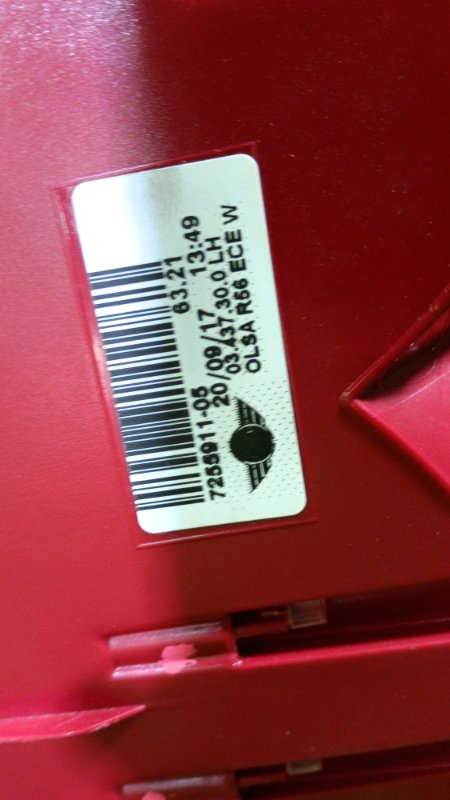 7255911-05 63.21
20/09/17 13:49
03.437.30.0 LH
OLSA R56 ECE W